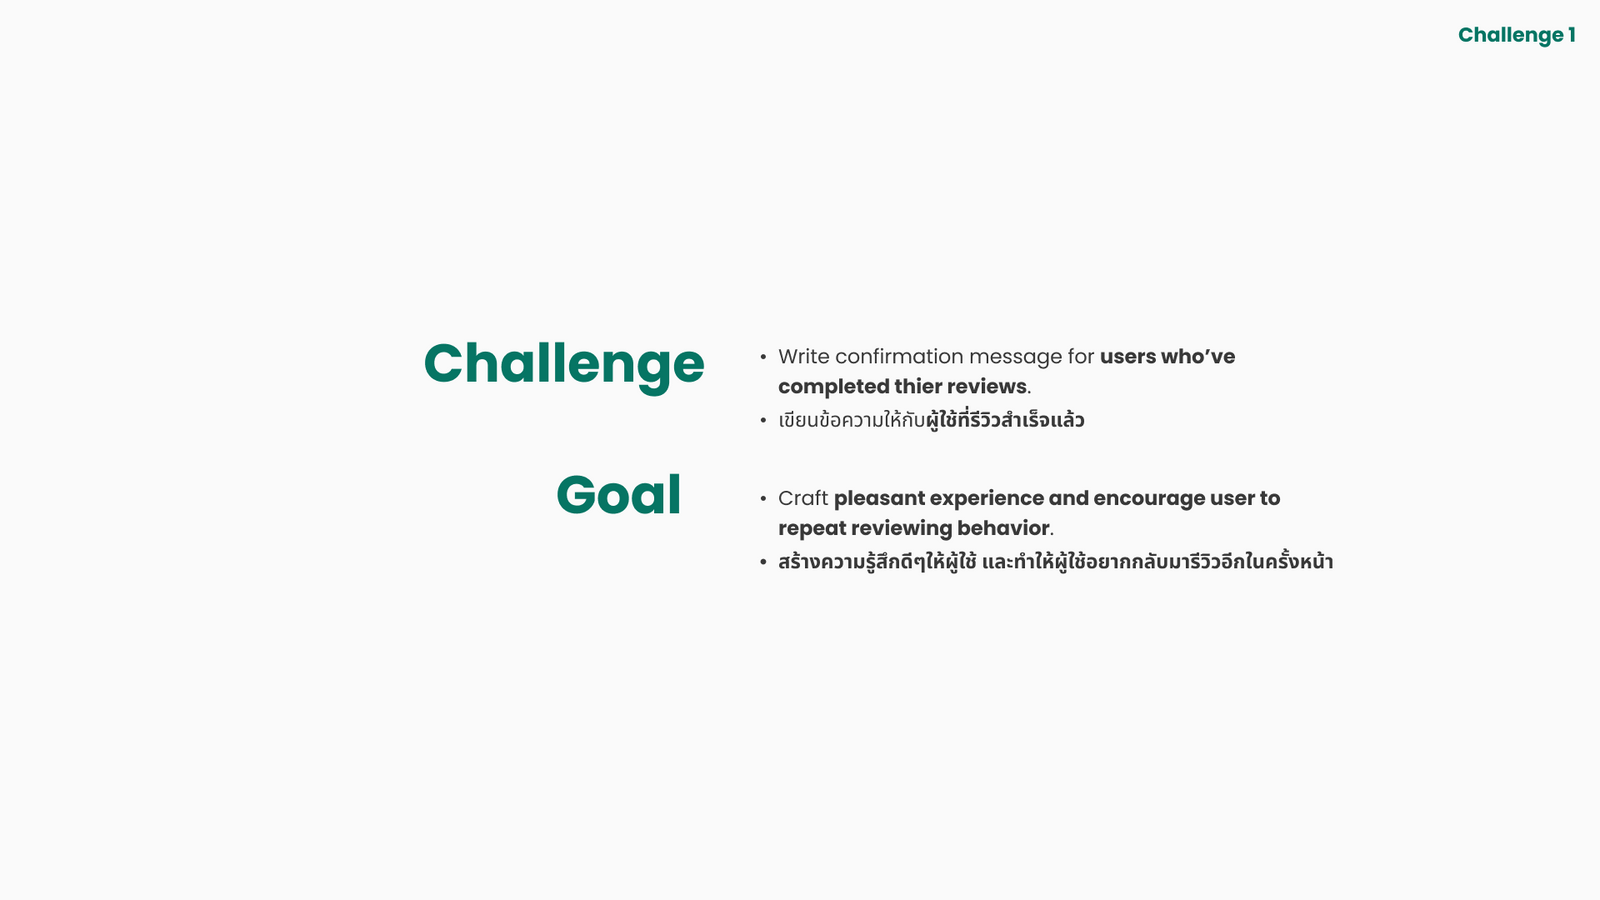 Challenge 1
Challenge
• Write confirmation message for users who’ve
completed thier reviews.
• เขียนข้อความให้กับผู้ใช้ที่รีวิวสำเร็จแล้ว
Goal
• Craft pleasant experience and encourage user to
repeat reviewing behavior.
• สร้างความรู้สึกดีๆให้ผู้ใช้ และทำให้ผู้ใช้อยากกลับมารีวิวอีกในครั้งหน้า